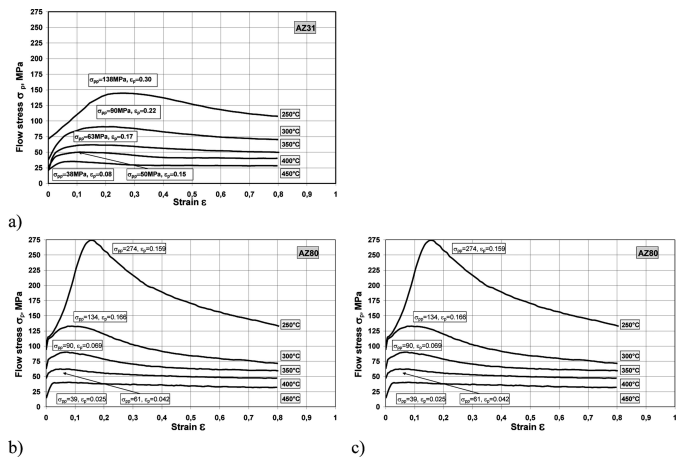 AZ31
Flow stress σp, MPa
275
250
225
200
175
150
125
100
75
50
25
0
σpp=138MPa, εp=0.30
σpp=90MPa, εp=0.22
σpp=63MPa, εp=0.17
σpp=38MPa, εp=0.08
σpp=50MPa, εp=0.15
250°C
300°C
350°C
400°C
450°C
0 0,1 0,2 0,3 0,4 0,5 0,6 0,7 0,8 0,9 1
Strain ε
a)
AZ80
Flow stress σp, MPa
275
250
225
200
175
150
125
100
75
50
25
0
σpp=274, εp=0.159
σpp=134, εp=0.166
σpp=90, εp=0.069
σpp=39, εp=0.025
σpp=61, εp=0.042
250°C
300°C
350°C
400°C
450°C
0 0,1 0,2 0,3 0,4 0,5 0,6 0,7 0,8 0,9 1
Strain ε
b)
AZ80
Flow stress σp, MPa
275
250
225
200
175
150
125
100
75
50
25
0
σpp=274, εp=0.159
σpp=134, εp=0.166
σpp=90, εp=0.069
σpp=39, εp=0.025
σpp=61, εp=0.042
250°C
300°C
350°C
400°C
450°C
0 0,1 0,2 0,3 0,4 0,5 0,6 0,7 0,8 0,9 1
Strain ε
c)